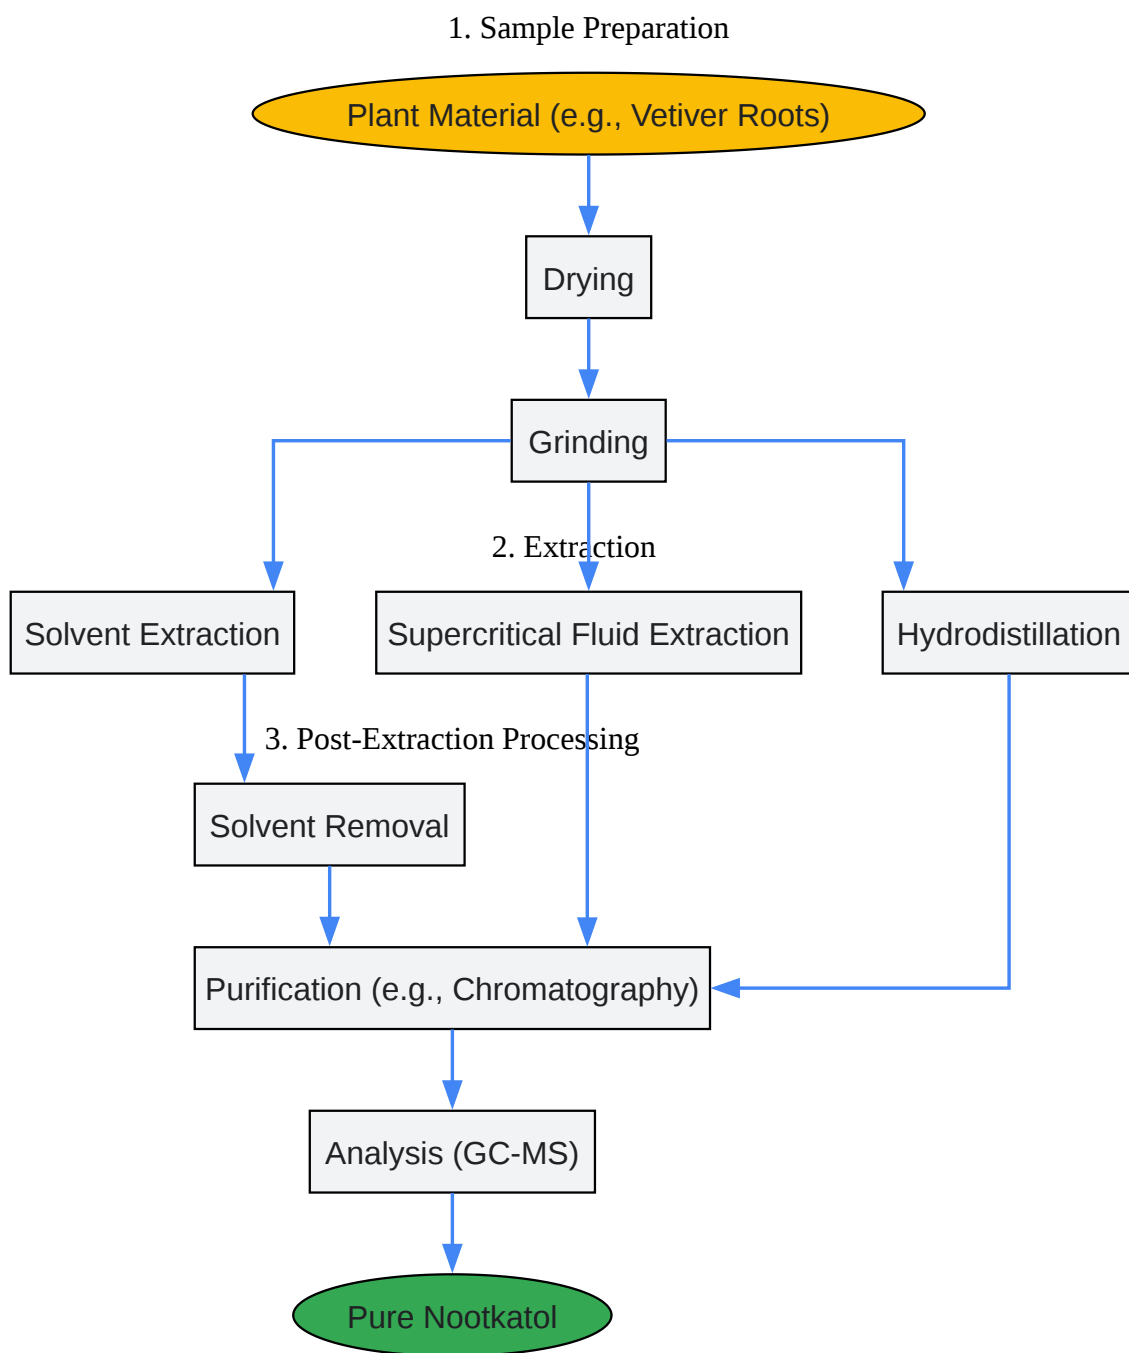 1. Sample Preparation
Plant Material (e.g., Vetiver Roots)
Drying
Grinding
2. Extraction
Solvent Extraction
Supercritical Fluid Extraction
Hydrodistillation
3. Post-Extraction Processing
Solvent Removal
Purification (e.g., Chromatography)
Analysis (GC-MS)
Pure Nootkatol